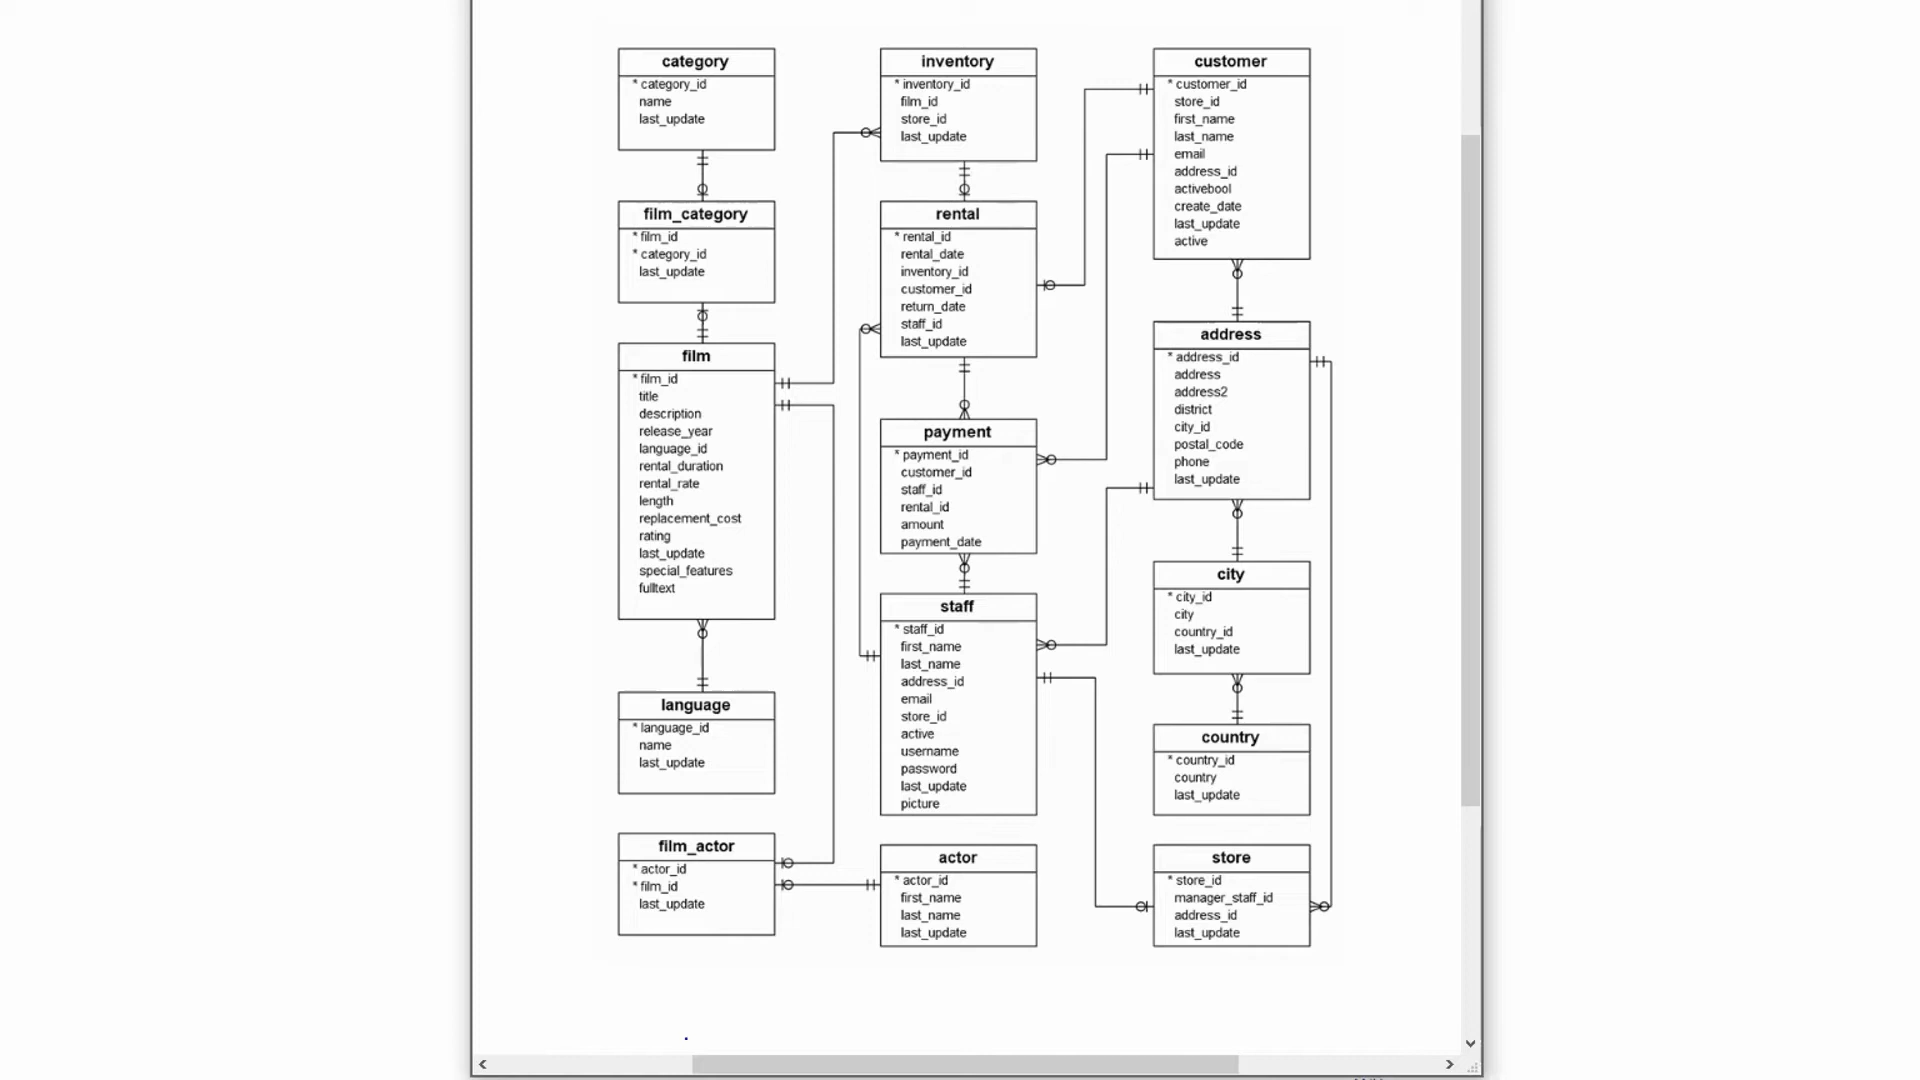 category
* category_id
name
last_update
film_category
* film_id
* category_id
last_update
film
* film_id
title
description
release_year
language_id
rental_duration
rental_rate
length
replacement_cost
rating
last_update
special_features
fulltext
language
* language_id
name
last_update
film_actor
* actor_id
* film_id
last_update
inventory
* inventory_id
film_id
store_id
last_update
rental
* rental_id
rental_date
inventory_id
customer_id
return_date
staff_id
last_update
payment
* payment_id
customer_id
staff_id
rental_id
amount
payment_date
staff
* staff_id
first_name
last_name
address_id
email
store_id
active
username
password
last_update
picture
actor
* actor_id
first_name
last_name
last_update
customer
* customer_id
store_id
first_name
last_name
email
address_id
activebool
create_date
last_update
active
address
* address_id
address
address2
district
city_id
postal_code
phone
last_update
city
* city_id
city
country_id
last_update
country
* country_id
country
last_update
store
* store_id
manager_staff_id
address_id
last_update